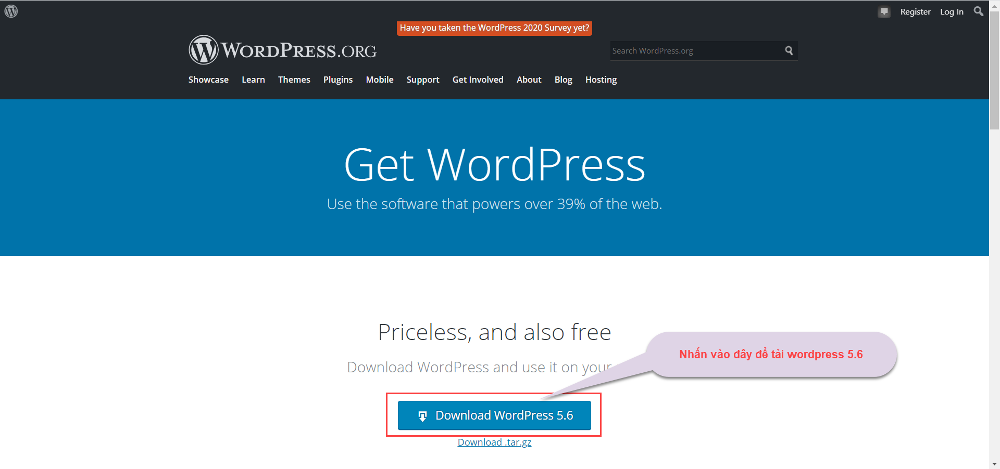 Register Log In
Have you taken the WordPress 2020 Survey yet?
WORDPRESS.ORG
Search WordPress.org
Showcase Learn Themes Plugins Mobile Support Get Involved About Blog Hosting
Get WordPress
Use the software that powers over 39% of the web.
Priceless, and also free
Nhấn vào đây để tải wordpress 5.6
Download WordPress and use it on your
Download WordPress 5.6
Download .tar.gz